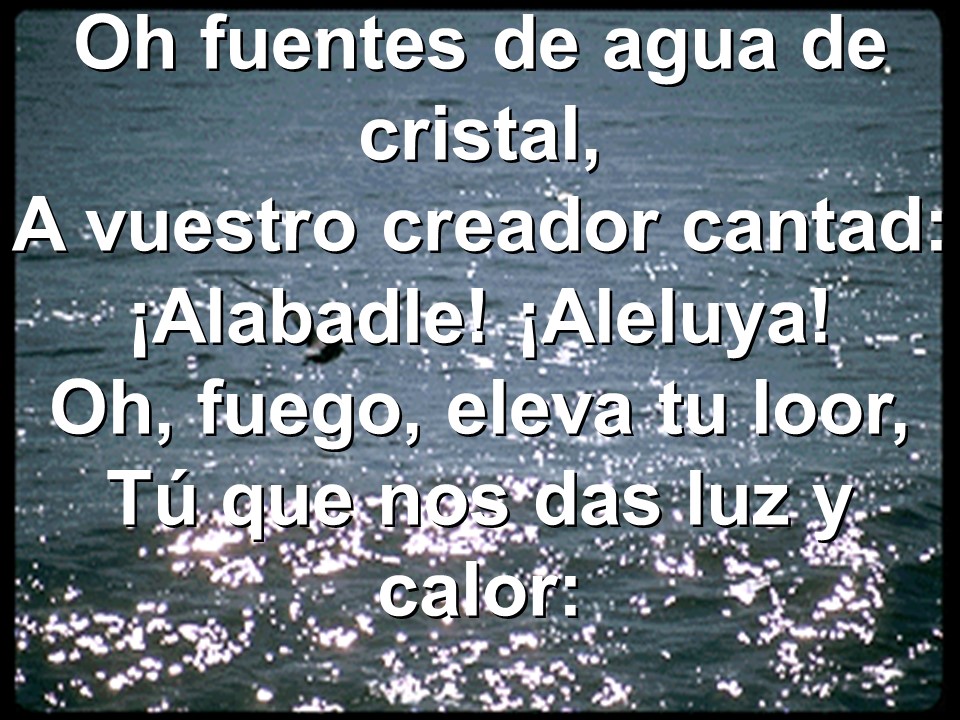 Oh fuentes de agua de
cristal,
A vuestro creador cantad:
¡Alabadle! ¡Aleluya!
Oh, fuego, eleva tu loor,
Tú que nos das luz y
calor: